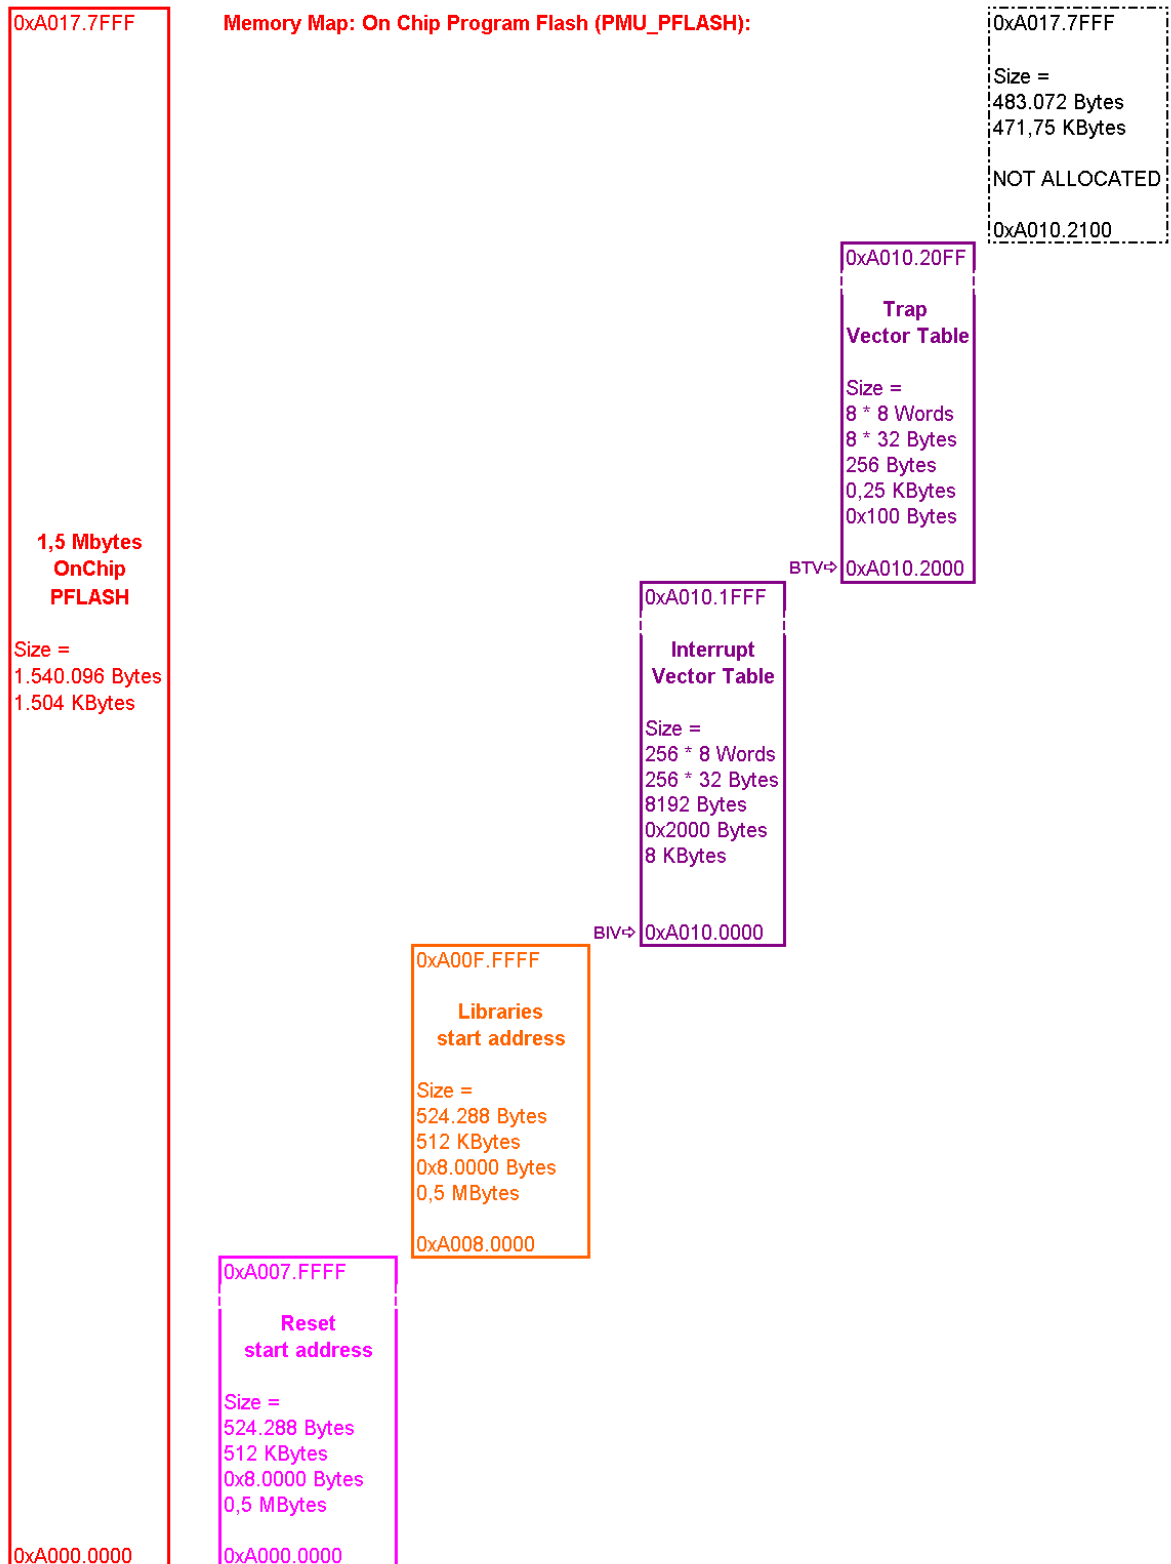 Memory Map: On Chip Program Flash (PMU_PFLASH):
0xA017.7FFF
1,5 Mbytes
OnChip
PFLASH
Size =
1.540.096 Bytes
1.504 KBytes
0xA000.0000
0xA017.7FFF
Size =
483.072 Bytes
471,75 KBytes
NOT ALLOCATED
0xA010.2100
0xA010.20FF
Trap
Vector Table
Size =
8 * 8 Words
8 * 32 Bytes
256 Bytes
0,25 KBytes
0x100 Bytes
BTV⇨ 0xA010.2000
0xA010.1FFF
Interrupt
Vector Table
Size =
256 * 8 Words
256 * 32 Bytes
8192 Bytes
0x2000 Bytes
8 KBytes
BIV⇨ 0xA010.0000
0xA00F.FFFF
Libraries
start address
Size =
524.288 Bytes
512 KBytes
0x8.0000 Bytes
0,5 MBytes
0xA008.0000
0xA007.FFFF
Reset
start address
Size =
524.288 Bytes
512 KBytes
0x8.0000 Bytes
0,5 MBytes
0xA000.0000